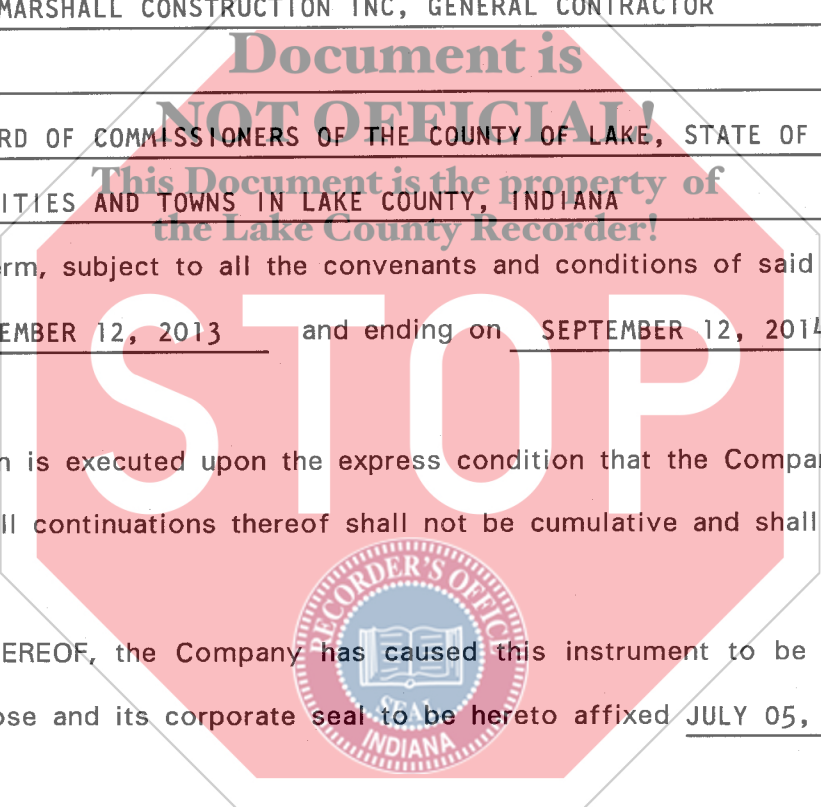 MARSHALL CONSTRUCTION INC, GENERAL CONTRACTOR
Document is
NOT OFFICIAL!
RD OF COMMISSIONERS OF THE COUNTY OF LAKE, STATE OF
This Document is the property of
ITIES AND TOWNS IN LAKE COUNTY, INDIANA
the Lake County Recorder!
erm, subject to all the convenants and conditions of said
EMBER 12, 2013 and ending on SEPTEMBER 12, 2014
STOP
n is executed upon the express condition that the Compan
ll continuations thereof shall not be cumulative and shall
RECORDER'S OFFICE
EREOF, the Company has caused this instrument to be
SEAL
ose and its corporate seal to be hereto affixed JULY 05,
INDIANA